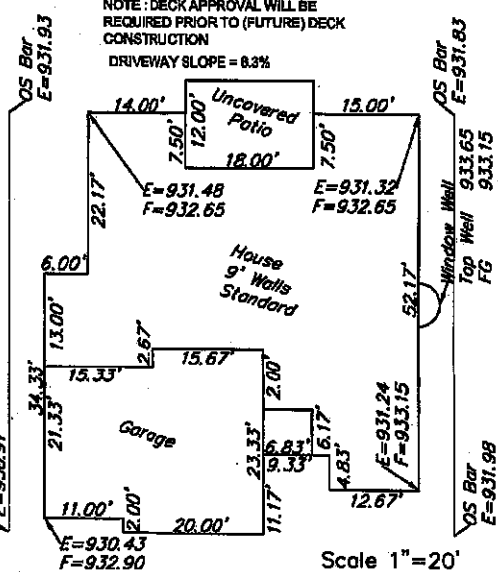 NOTE : DECK APPROVAL WILL BE
REQUIRED PRIOR TO (FUTURE) DECK
CONSTRUCTION
DRIVEWAY SLOPE = 8.3%
OS Bar
E=931.93
OS Bar
E=931.83
14.00'
Uncovered
Patio
15.00'
7.50'
12.00'
7.50'
18.00'
E=931.48
F=932.65
E=931.32
F=932.65
22.17'
Window Well
Top Well 933.65
FG 933.15
6.00'
House
9' Walls
Standard
52.17'
13.00'
2.67'
15.67'
15.33'
2.00'
34.33'
21.33'
Garage
23.33'
6.17'
6.83'
9.33'
4.83'
E=931.24
F=933.15
12.67'
11.00'
2.00'
20.00'
11.17'
OS Bar
E=931.98
E=930.43
F=932.90
Scale 1"=20'